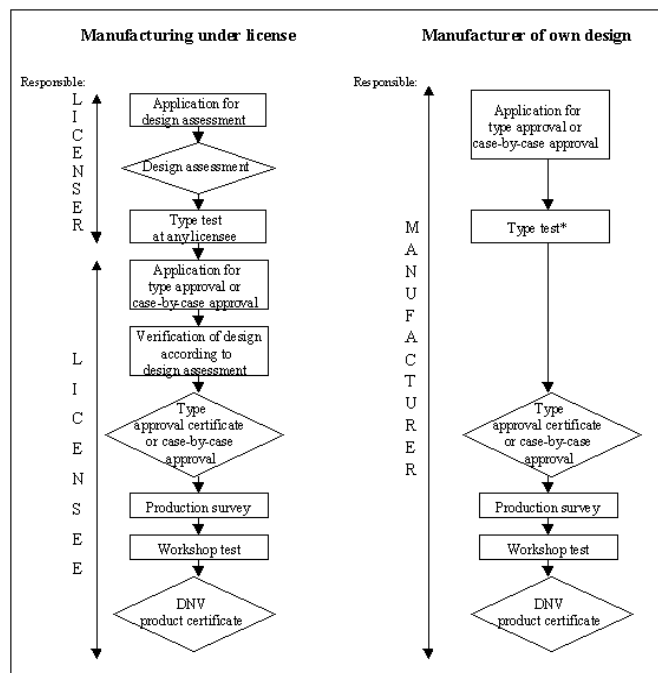 Manufacturing under license
Responsible:
LICENSER
Application for
design assessment
Design assessment
Type test
at any licensee
LICENSEE
Application for
type approval or
case-by-case approval
Verification of design
according to
design assessment
Type
approval certificate
or case-by-case
approval
Production survey
Workshop test
DNV
product certificate
Manufacturer of own design
Responsible:
MANUFACTURER
Application for
type approval or
case-by-case approval
Type test*
Type
approval certificate
or case-by-case
approval
Production survey
Workshop test
DNV
product certificate